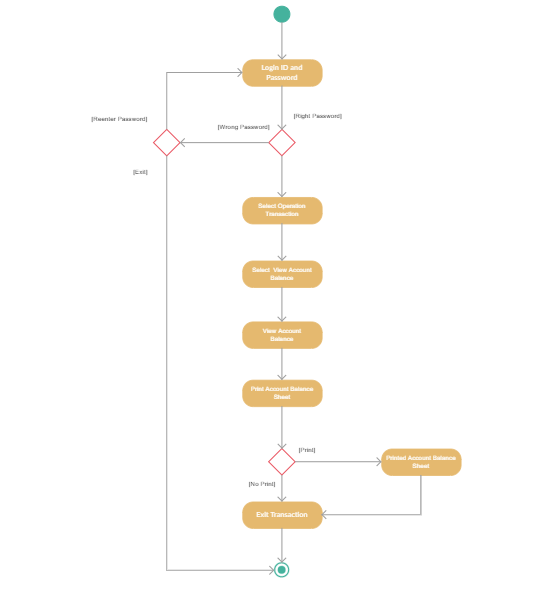 Login ID and
Password
[Right Password]
[Reenter Password]
[Wrong Password]
[Exit]
Select Operation
Transection
Select View Account
Balance
View Account
Balance
Print Account Balance
Sheet
[Print]
Printed Account Balance
Sheet
[No Print]
Exit Transaction